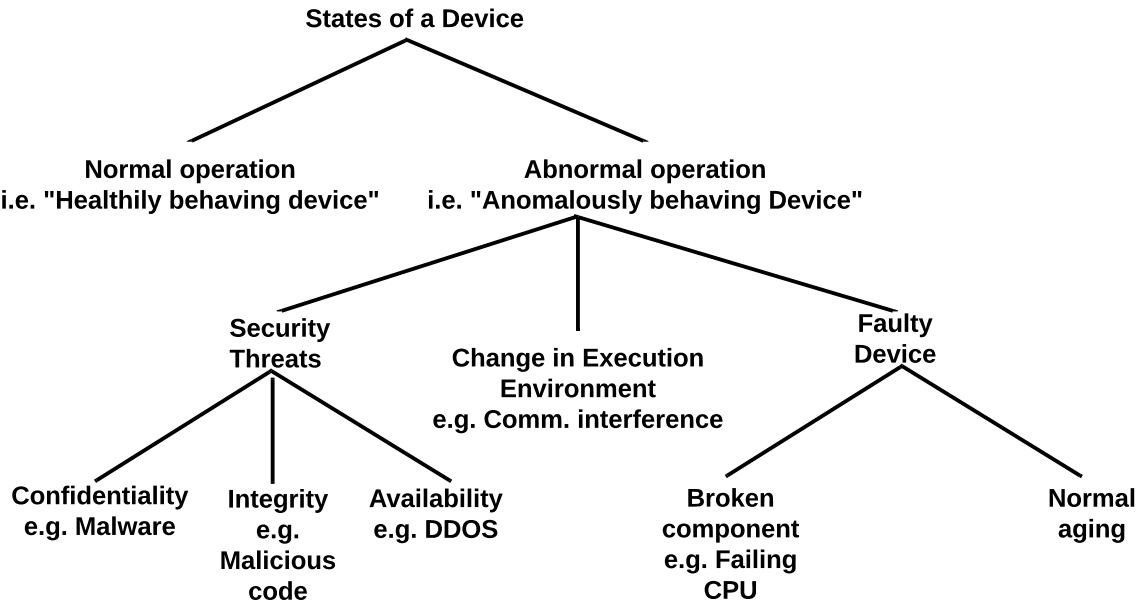 States of a Device
Normal operation
i.e. "Healthily behaving device"
Abnormal operation
i.e. "Anomalously behaving Device"
Security
Threats
Change in Execution
Environment
e.g. Comm. interference
Faulty
Device
Confidentiality
e.g. Malware
Integrity
e.g.
Malicious
code
Availability
e.g. DDOS
Broken
component
e.g. Failing
CPU
Normal
aging